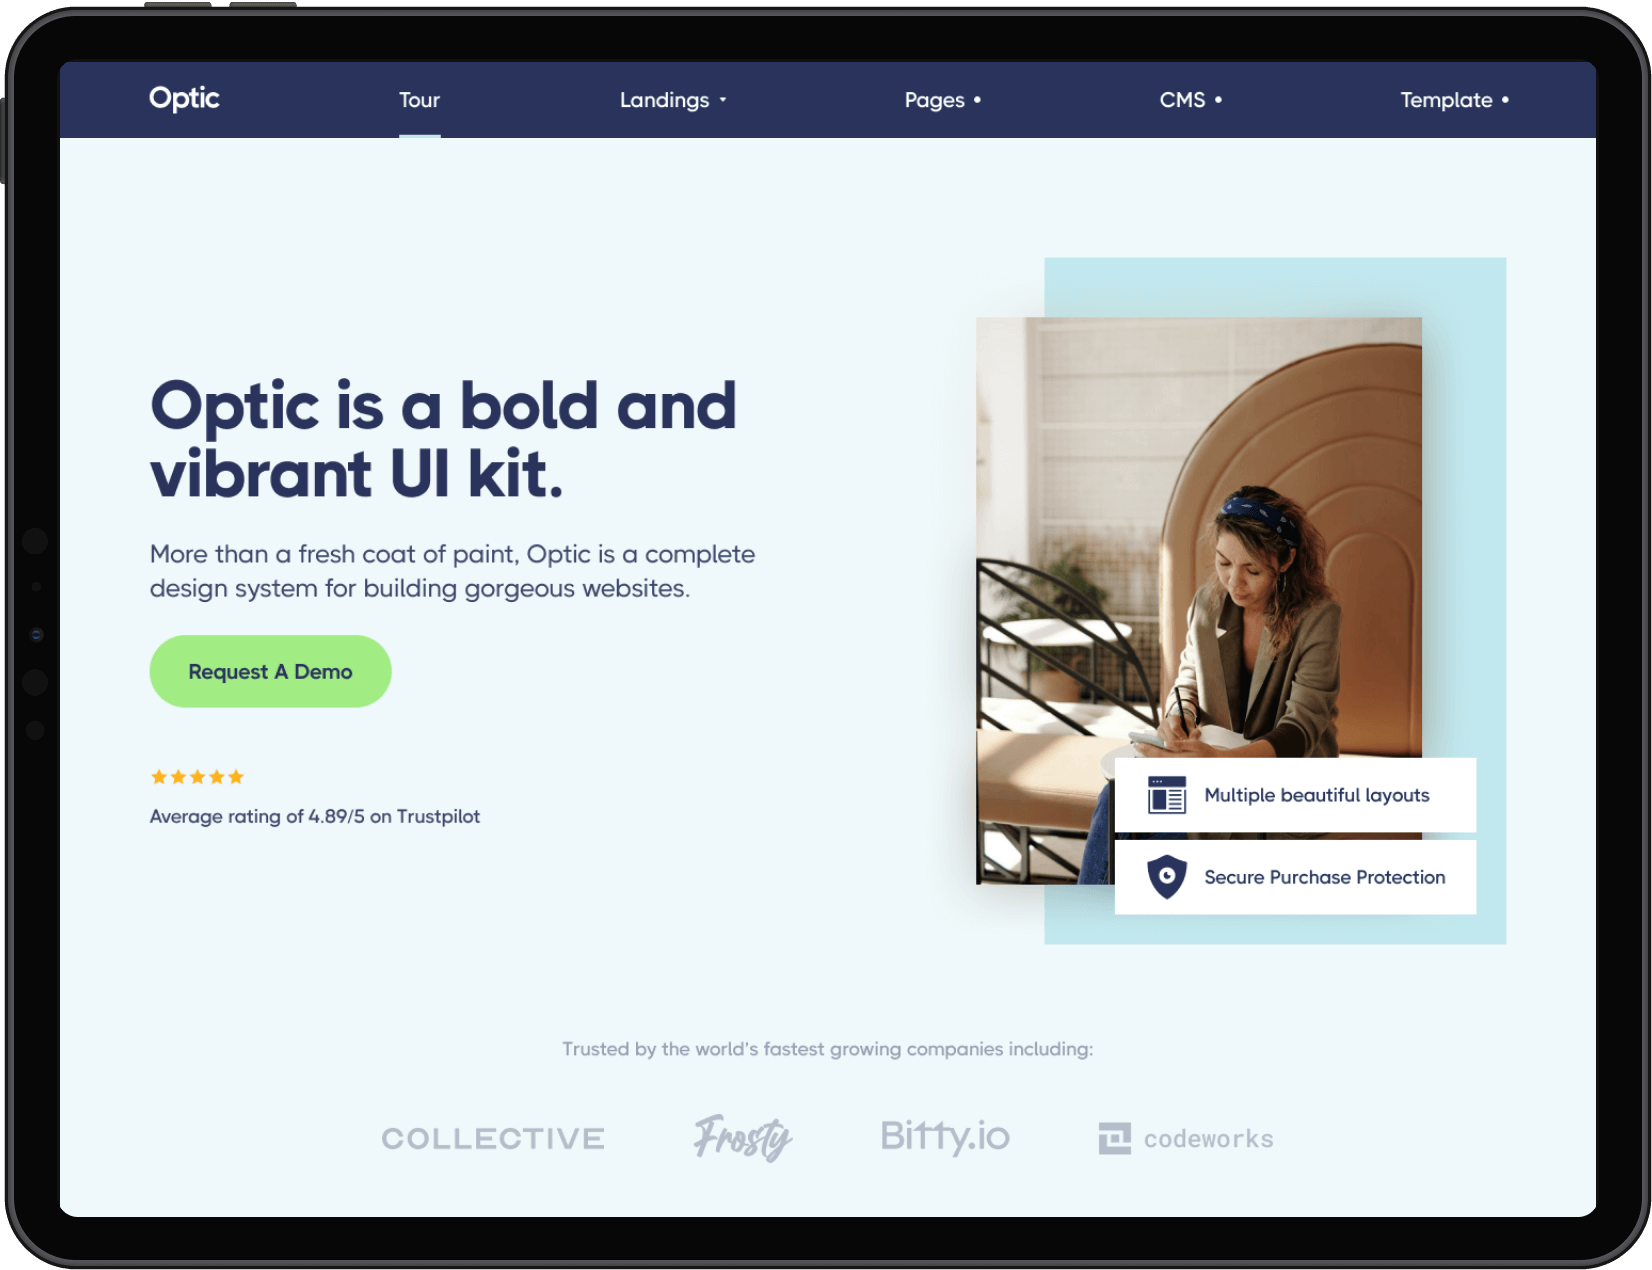 Optic
Tour
Landings
Pages
CMS
Template
Optic is a bold and
vibrant UI kit.
More than a fresh coat of paint, Optic is a complete
design system for building gorgeous websites.
Request A Demo
Average rating of 4.89/5 on Trustpilot
Multiple beautiful layouts
Secure Purchase Protection
Trusted by the world's fastest growing companies including:
COLLECTIVE
Frosty
Bitty.io
codeworks